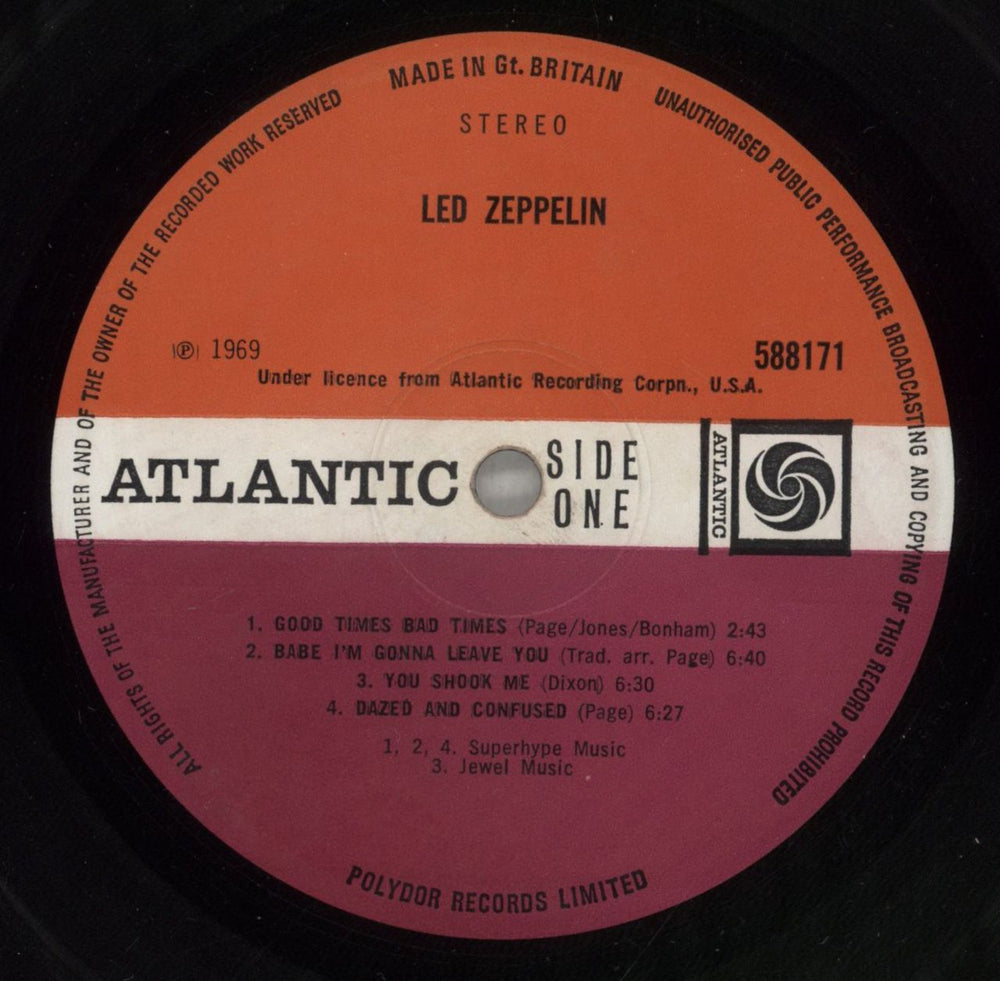 MADE IN Gt. BRITAIN
UNAUTHORISED PUBLIC PERFORMANCE BROADCASTING AND COPYING OF THIS RECORD PROHIBITED
ALL RIGHTS OF THE MANUFACTURER AND OF THE OWNER OF THE RECORDED WORK RESERVED
STEREO
LED ZEPPELIN
℗ 1969
588171
Under licence from Atlantic Recording Corpn., U.S.A.
ATLANTIC
SIDE
ONE
ATLANTIC
1. GOOD TIMES BAD TIMES (Page/Jones/Bonham) 2:43
2. BABE I'M GONNA LEAVE YOU (Trad. arr. Page) 6:40
3. YOU SHOOK ME (Dixon) 6:30
4. DAZED AND CONFUSED (Page) 6:27
1, 2, 4. Superhype Music
3. Jewel Music
POLYDOR RECORDS LIMITED